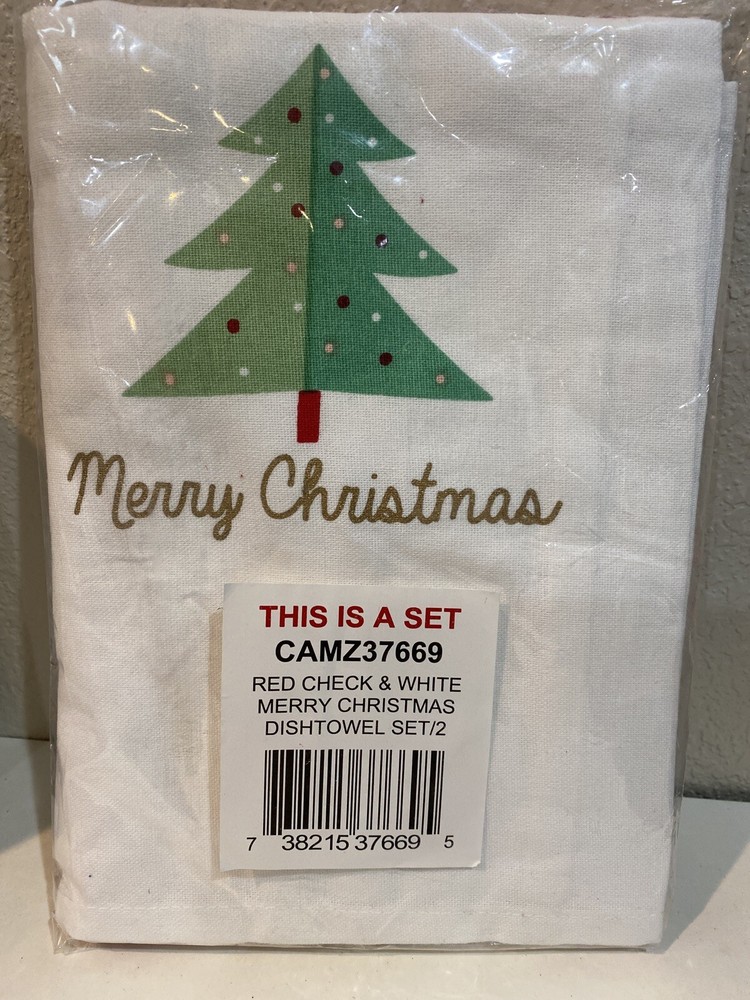 Merry Christmas
THIS IS A SET
CAMZ37669
RED CHECK & WHITE
MERRY CHRISTMAS
DISHTOWEL SET/2
7 38215 37669 5